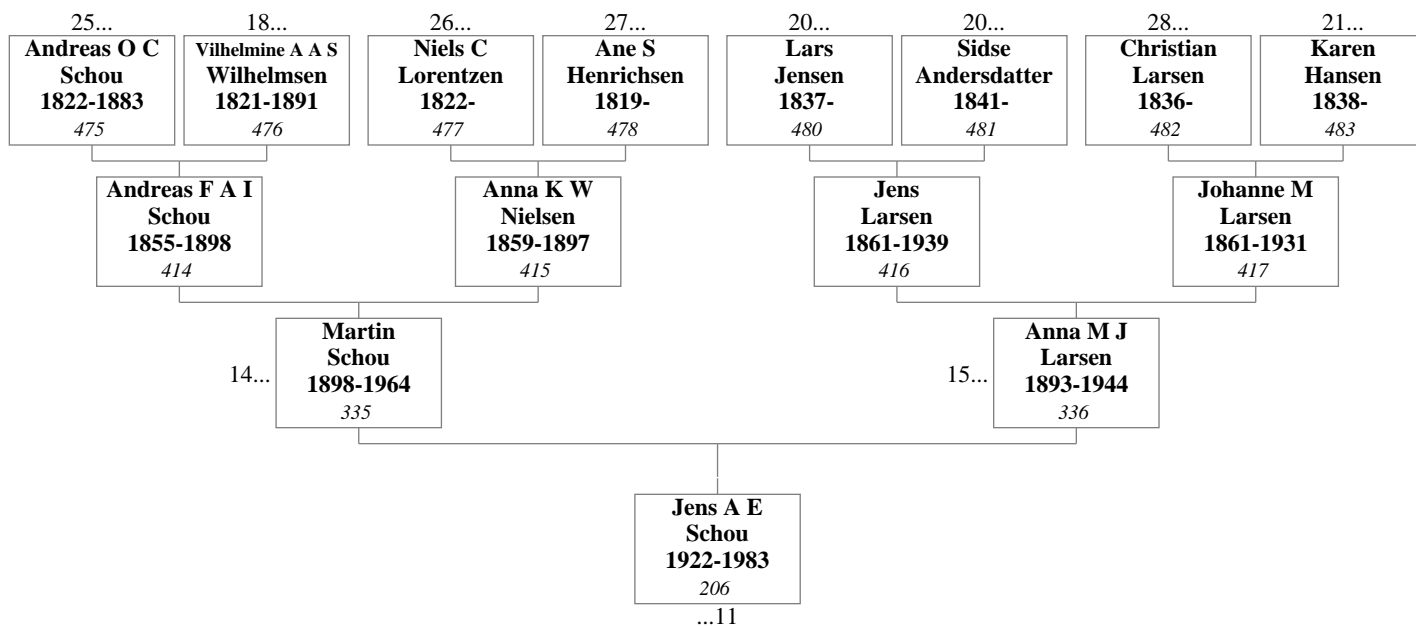 25...
18...
26...
27...
20...
20...
28...
21...
Andreas O C
Schou
1822-1883
475
Vilhelmine A A S
Wilhelmsen
1821-1891
476
Niels C
Lorentzen
1822-
477
Ane S
Henrichsen
1819-
478
Lars
Jensen
1837-
480
Sidse
Andersdatter
1841-
481
Christian
Larsen
1836-
482
Karen
Hansen
1838-
483
Andreas F A I
Schou
1855-1898
414
Anna K W
Nielsen
1859-1897
415
Jens
Larsen
1861-1939
416
Johanne M
Larsen
1861-1931
417
14...
Martin
Schou
1898-1964
335
15...
Anna M J
Larsen
1893-1944
336
Jens A E
Schou
1922-1983
206
...11